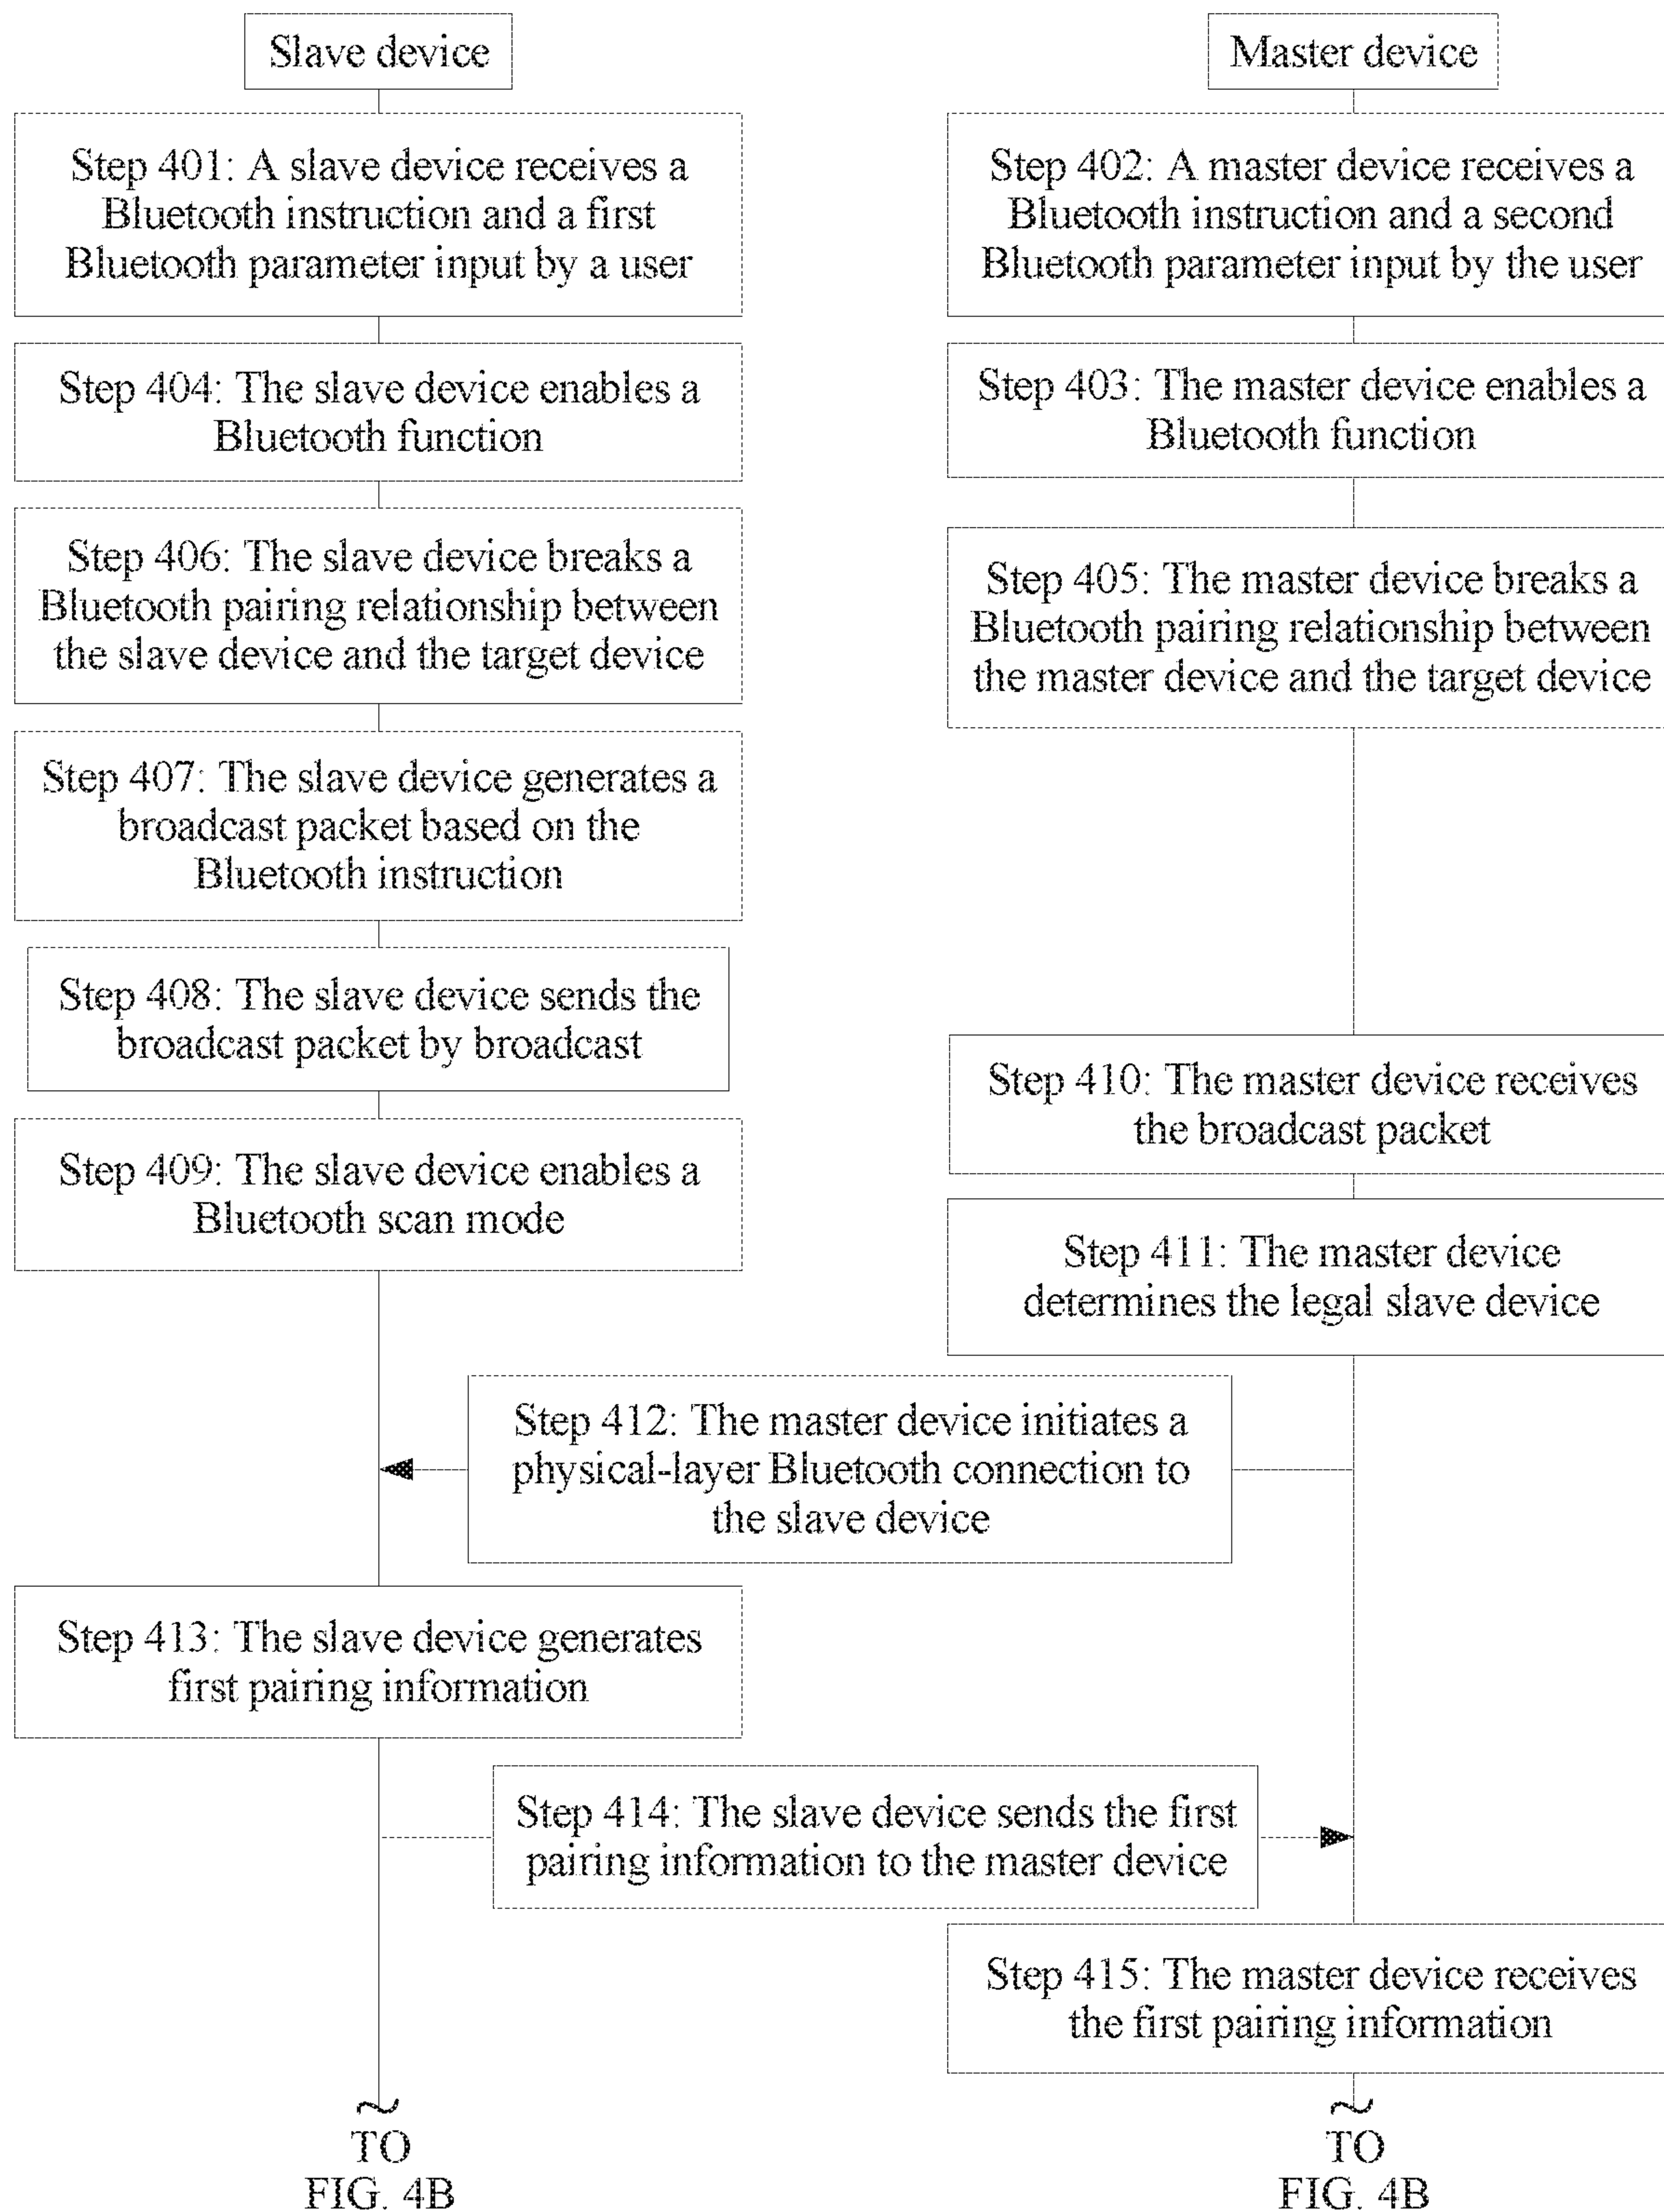 Slave device
Master device
Step 401: A slave device receives a
Bluetooth instruction and a first
Bluetooth parameter input by a user
Step 402: A master device receives a
Bluetooth instruction and a second
Bluetooth parameter input by the user
Step 404: The slave device enables a
Bluetooth function
Step 403: The master device enables a
Bluetooth function
Step 406: The slave device breaks a
Bluetooth pairing relationship between
the slave device and the target device
Step 405: The master device breaks a
Bluetooth pairing relationship between
the master device and the target device
Step 407: The slave device generates a
broadcast packet based on the
Bluetooth instruction
Step 408: The slave device sends the
broadcast packet by broadcast
Step 410: The master device receives
the broadcast packet
Step 409: The slave device enables a
Bluetooth scan mode
Step 411: The master device
determines the legal slave device
Step 412: The master device initiates a
physical-layer Bluetooth connection to
the slave device
Step 413: The slave device generates
first pairing information
Step 414: The slave device sends the first
pairing information to the master device
Step 415: The master device receives
the first pairing information
TO
FIG. 4B
TO
FIG. 4B